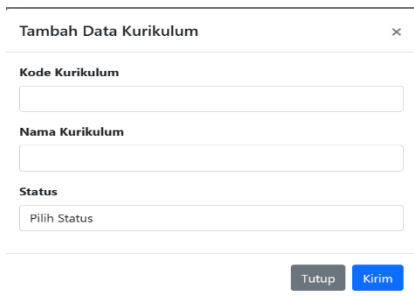 Tambah Data Kurikulum ×
Kode Kurikulum
Nama Kurikulum
Status
Pilih Status
Tutup Kirim